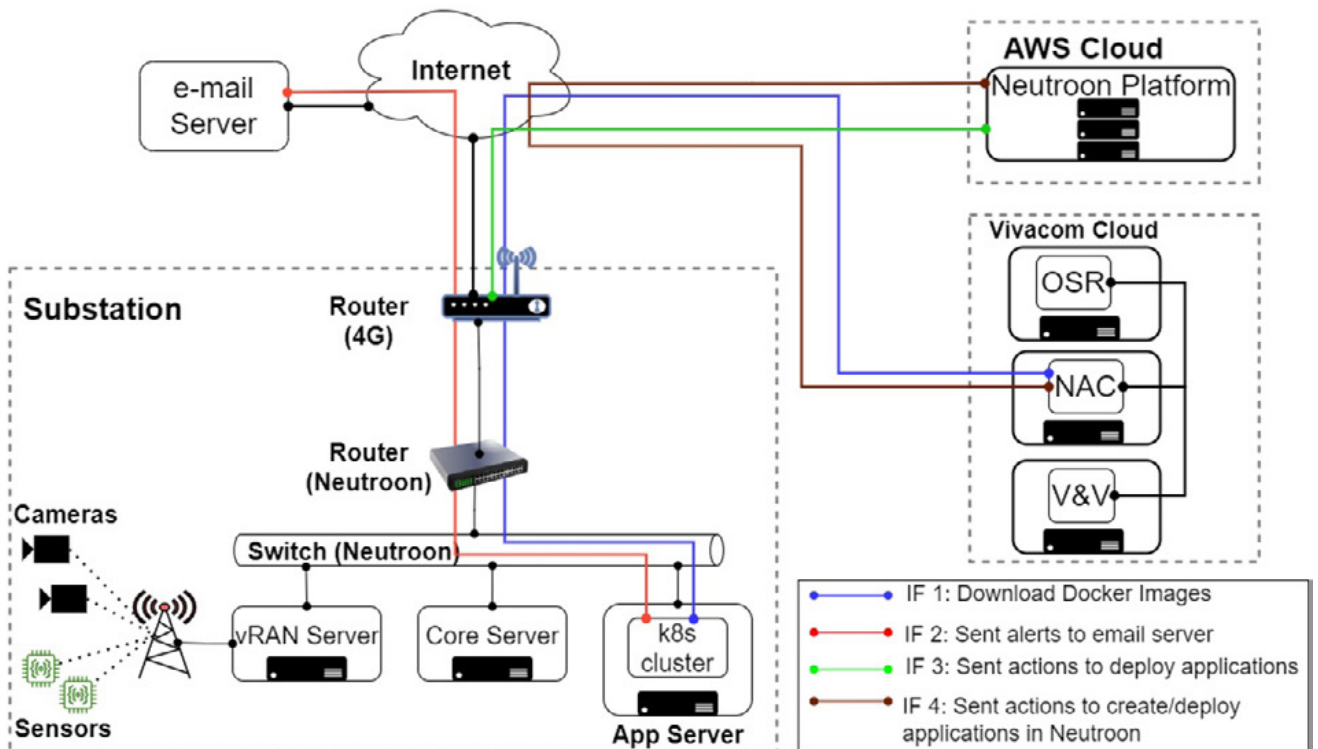 AWS Cloud
Neutroon Platform
Internet
e-mail
Server
Vivacom Cloud
OSR
NAC
V&V
Substation
Router
(4G)
Router
(Neutroon)
Cameras
Switch (Neutroon)
vRAN Server
Core Server
k8s
cluster
Sensors
App Server
IF 1: Download Docker Images
IF 2: Sent alerts to email server
IF 3: Sent actions to deploy applications
IF 4: Sent actions to create/deploy
applications in Neutroon